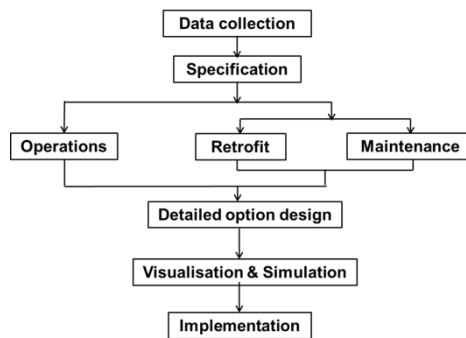 Data collection
Specification
Operations
Retrofit
Maintenance
Detailed option design
Visualisation & Simulation
Implementation